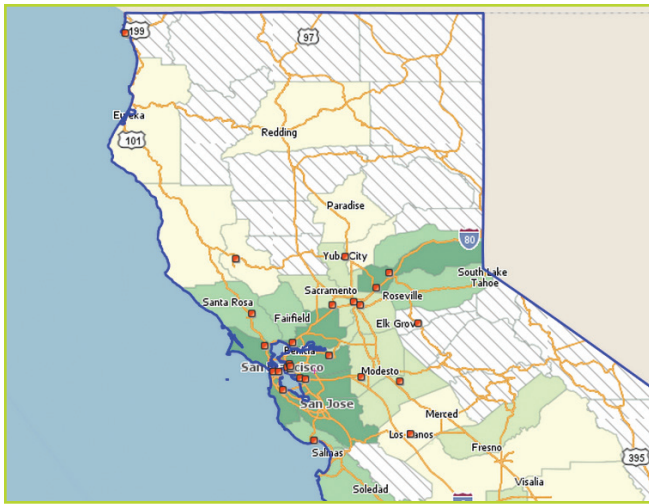 199
97
Eureka
101
Redding
Paradise
Yuba City
80
South Lake
Tahoe
Sacramento
Roseville
Santa Rosa
Fairfield
Elk Grov
Benicia
San Francisco
Modesto
San Jose
Merced
Los Banos
Salinas
Fresno
395
Visalia
Soledad